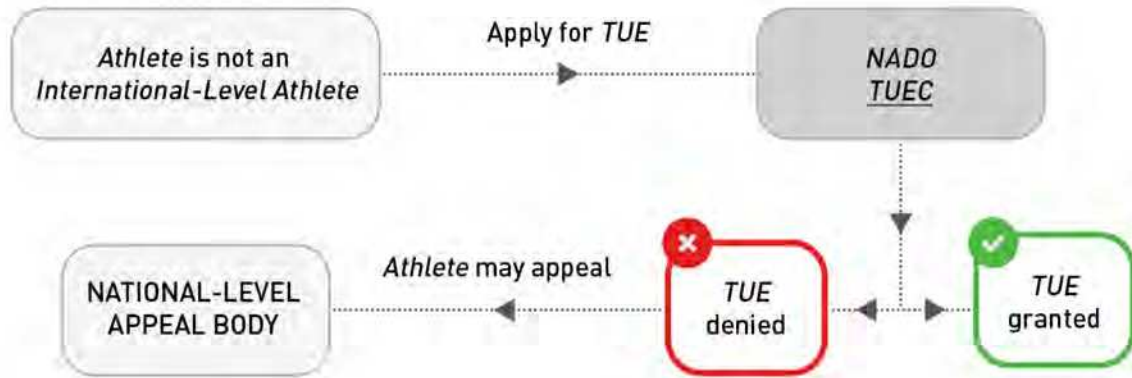 Athlete is not an
International-Level Athlete
Apply for TUE
NADO
TUEC
NATIONAL-LEVEL
APPEAL BODY
Athlete may appeal
TUE
denied
TUE
granted